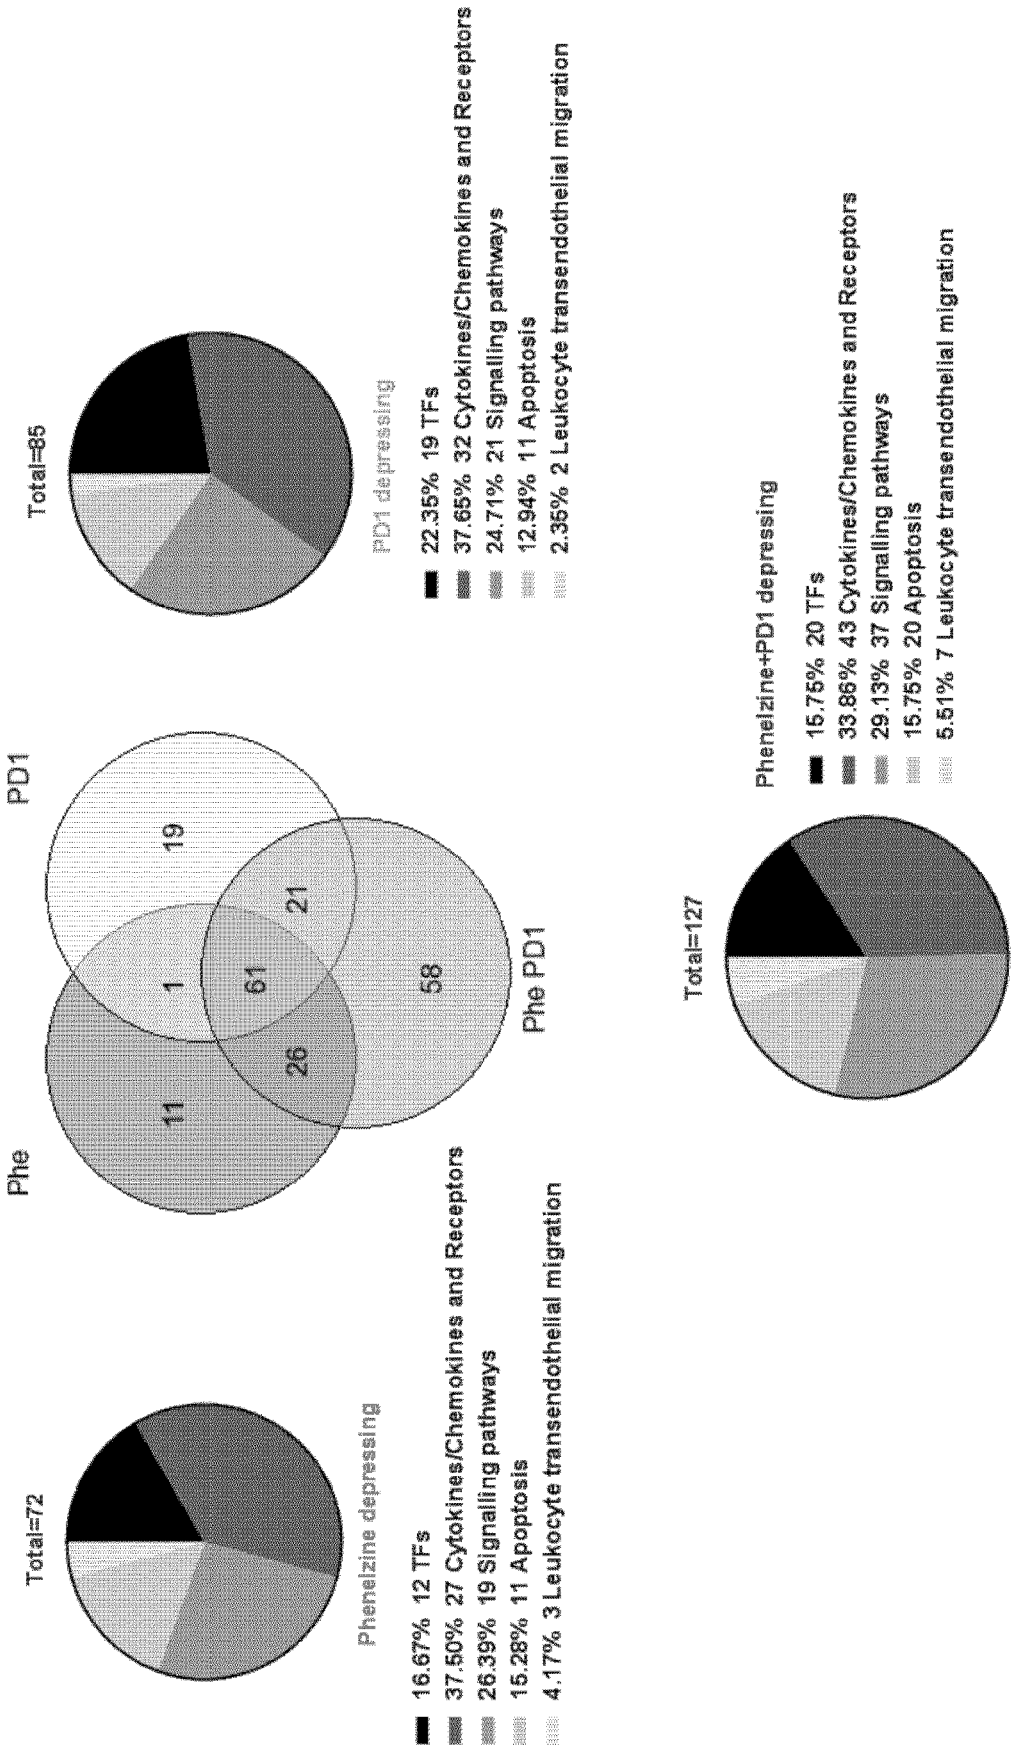 Total=72
Phenelzine depressing
16.67% 12 TFs
37.50% 27 Cytokines/Chemokines and Receptors
26.39% 19 Signalling pathways
15.28% 11 Apoptosis
4.17% 3 Leukocyte transendothelial migration
Phe
PD1
11
1
19
26
61
21
58
Phe PD1
Total=85
PD1 depressing
22.35% 19 TFs
37.65% 32 Cytokines/Chemokines and Receptors
24.71% 21 Signalling pathways
12.94% 11 Apoptosis
2.35% 2 Leukocyte transendothelial migration
Total=127
Phenelzine+PD1 depressing
15.75% 20 TFs
33.86% 43 Cytokines/Chemokines and Receptors
29.13% 37 Signalling pathways
15.75% 20 Apoptosis
5.51% 7 Leukocyte transendothelial migration